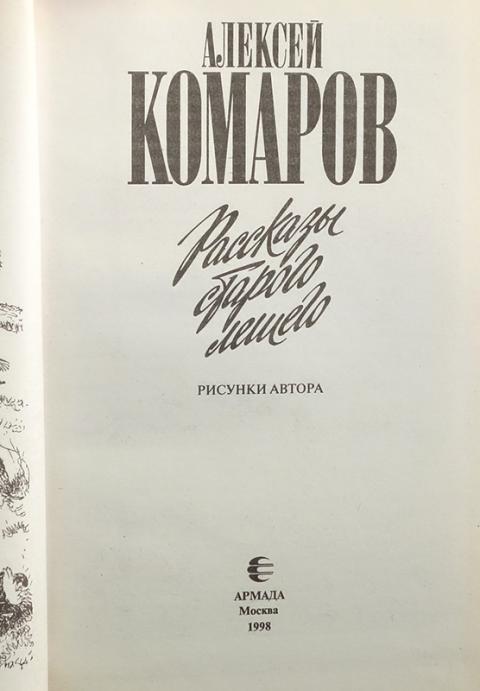 АЛЕКСЕЙ
КОМАРОВ
Рассказы
старого
лешего
РИСУНКИ АВТОРА
АРМАДА
Москва
1998